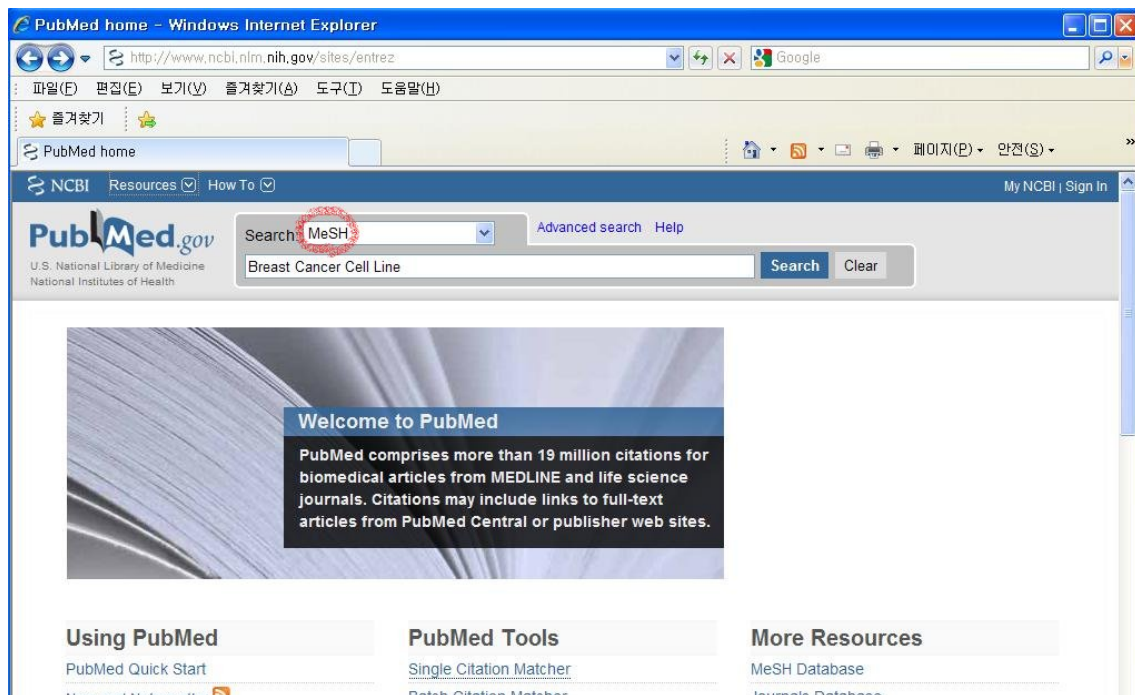 PubMed home - Windows Internet Explorer
http://www.ncbi.nlm.nih.gov/sites/entrez
Google
파일(F) 편집(E) 보기(V) 즐겨찾기(A) 도구(T) 도움말(H)
즐겨찾기
PubMed home
페이지(P) 안전(S) »
NCBI Resources How To My NCBI | Sign In
PubMed.gov
U.S. National Library of Medicine
National Institutes of Health
Search: MeSH
Advanced search Help
Breast Cancer Cell Line
Search Clear
Welcome to PubMed
PubMed comprises more than 19 million citations for
biomedical articles from MEDLINE and life science
journals. Citations may include links to full-text
articles from PubMed Central or publisher web sites.
Using PubMed
PubMed Quick Start
PubMed Tools
Single Citation Matcher
Batch Citation Matcher
More Resources
MeSH Database
Journals Database